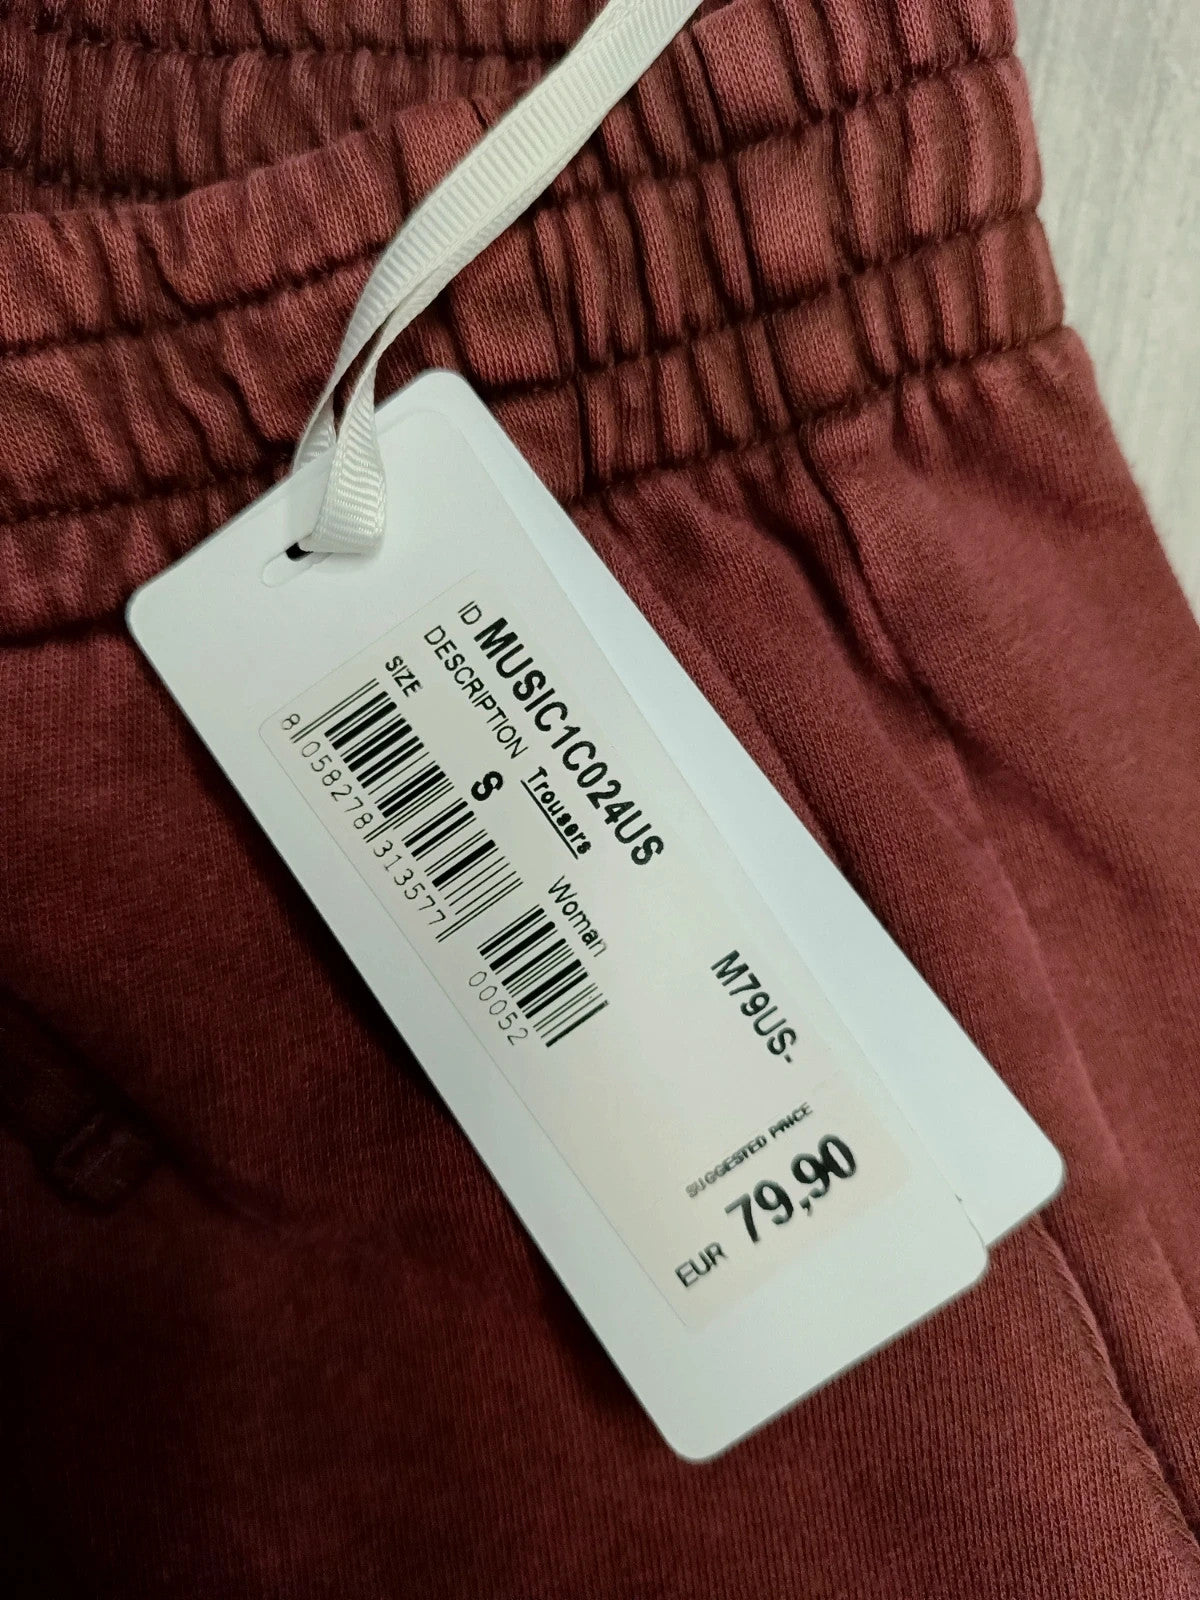 ID MUSIC1C024US
DESCRIPTION Trousers
SIZE S Woman
8 058278 313577 00052
M79US-
SUGGESTED PRICE
EUR 79,90